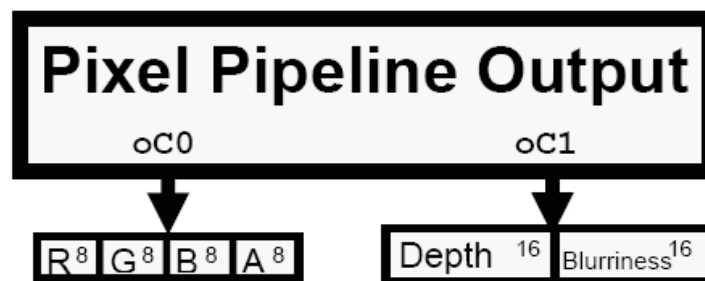 Pixel Pipeline Output
oC0 oC1
R8 G8 B8 A8 Depth 16 Blurriness16